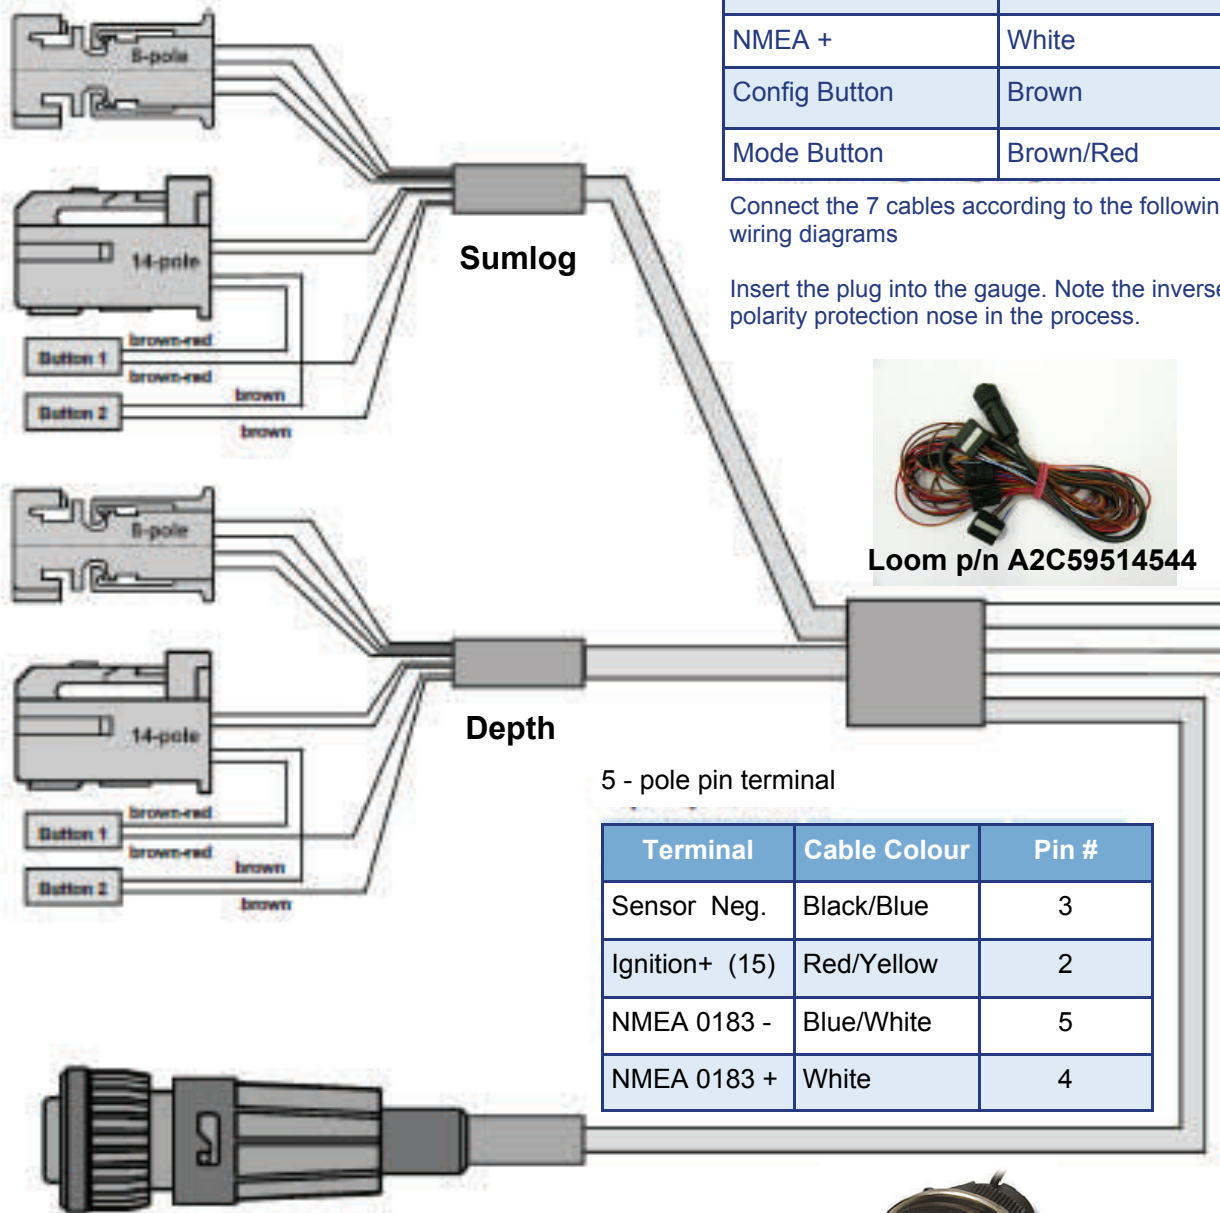 NMEA + White
Config Button Brown
Mode Button Brown/Red
Connect the 7 cables according to the
wiring diagrams
Insert the plug into the gauge. Note the
polarity protection nose in the process.
8-pole
14-pole
Sumlog
Button 1
brown-red
brown-red
Button 2
brown
brown
Loom p/n A2C59514544
8-pole
14-pole
Depth
Button 1
brown-red
brown-red
Button 2
brown
brown
5 - pole pin terminal
Terminal Cable Colour Pin #
Sensor Neg. Black/Blue 3
Ignition+ (15) Red/Yellow 2
NMEA 0183 - Blue/White 5
NMEA 0183 + White 4